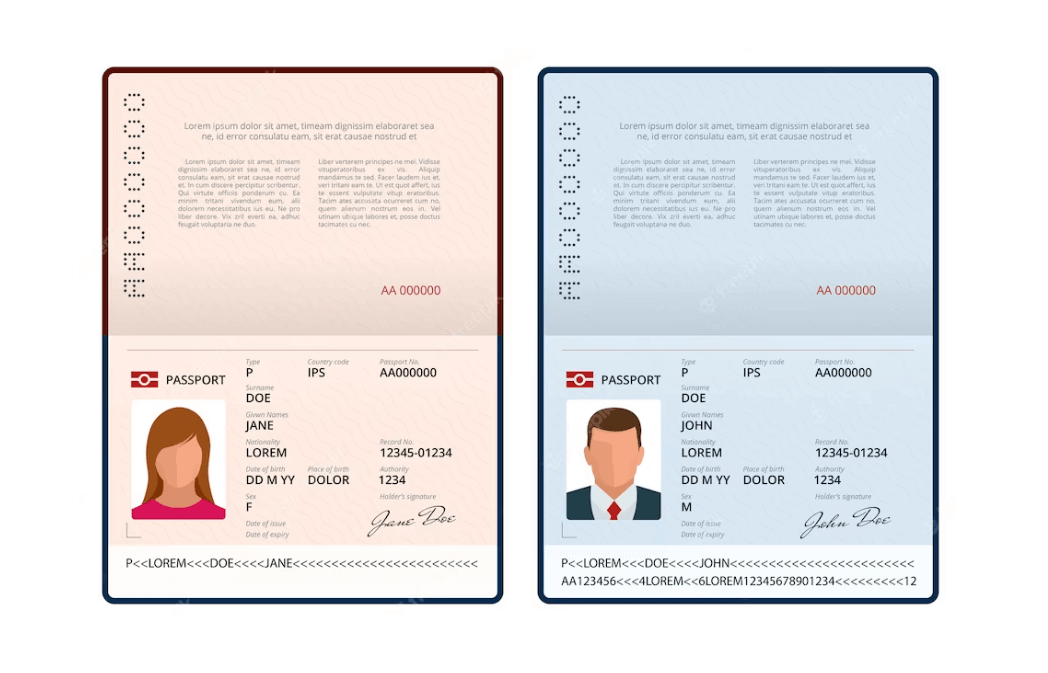 Lorem ipsum dolor sit amet, timeam dignissim elaboraret sea
ne, id error consulatu eam, sit erat causae nostrud et
Lorem ipsum dolor sit amet, timeam
dignissim elaboraret sea ne, id error
consulatu eam, sit erat causae nostrud
et. In cum discere percipitur scribentur.
Qui virtute officiis ponderum cu. Ea
minim tritani vivendum eum, alii
dolorem necessitatibus ius eu. Ne pro
liber decore. Vix zril everti ea, adhuc
feugait voluptaria ne duo.
Liber verterem principes ne mei. Vidisse
vituperatoribus ex vis. Aliquip
mandamus te sed. Facer laudem ius et,
veri tritani eam te. Ut quot affert, ius
te essent vulputate vitup eratoribus.
Tacim ates accusata cum no,
quem animal deserunt no his. Vel
utinam ubique labores et, posse doctus
tacimates cu nec.
AA 000000
PASSPORT
Type
P
Country code
IPS
Passport No.
AA000000
Surname
DOE
Givwn Names
JANE
Nationality
LOREM
Record No.
12345-01234
Date of birth
DD M YY
Place of birth
DOLOR
Authority
1234
Sex
F
Holder's signature
Jane Doe
Date of issue
Date of expiry
P<<LOREM<<<DOE<<<<JANE<<<<<<<<<<<<<<<<<<<<<<<<
Lorem ipsum dolor sit amet, timeam dignissim elaboraret sea
ne, id error consulatu eam, sit erat causae nostrud et
Lorem ipsum dolor sit amet, timeam
dignissim elaboraret sea ne, id error
consulatu eam, sit erat causae nostrud
et. In cum discere percipitur scribentur.
Qui virtute officiis ponderum cu. Ea
minim tritani vivendum eum, alii
dolorem necessitatibus ius eu. Ne pro
liber decore. Vix zril everti ea, adhuc
feugait voluptaria ne duo.
Liber verterem principes ne mei. Vidisse
vituperatoribus ex vis. Aliquip
mandamus te sed. Facer laudem ius et,
veri tritani eam te. Ut quot affert, ius
te essent vulputate vitup eratoribus.
Tacim ates accusata cum no,
quem animal deserunt no his. Vel
utinam ubique labores et, posse doctus
tacimates cu nec.
AA 000000
PASSPORT
Type
P
Country code
IPS
Passport No.
AA000000
Surname
DOE
Givwn Names
JOHN
Nationality
LOREM
Record No.
12345-01234
Date of birth
DD M YY
Place of birth
DOLOR
Authority
1234
Sex
M
Holder's signature
John Doe
Date of issue
Date of expiry
P<<LOREM<<<DOE<<<<JOHN<<<<<<<<<<<<<<<<<<<<<<<<
AA123456<<<4LOREM<<6LOREM12345678901234<<<<<<<<<12